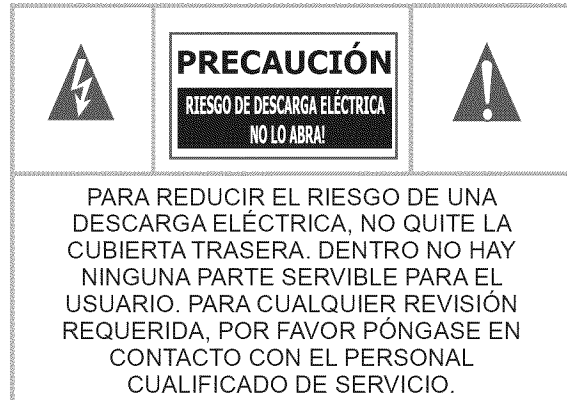 PRECAUCIÓN
RIESGO DE DESCARGA ELÉCTRICA
NO LO ABRA!
PARA REDUCIR EL RIESGO DE UNA
DESCARGA ELÉCTRICA, NO QUITE LA
CUBIERTA TRASERA. DENTRO NO HAY
NINGUNA PARTE SERVIBLE PARA EL
USUARIO. PARA CUALQUIER REVISIÓN
REQUERIDA, POR FAVOR PÓNGASE EN
CONTACTO CON EL PERSONAL
CUALIFICADO DE SERVICIO.